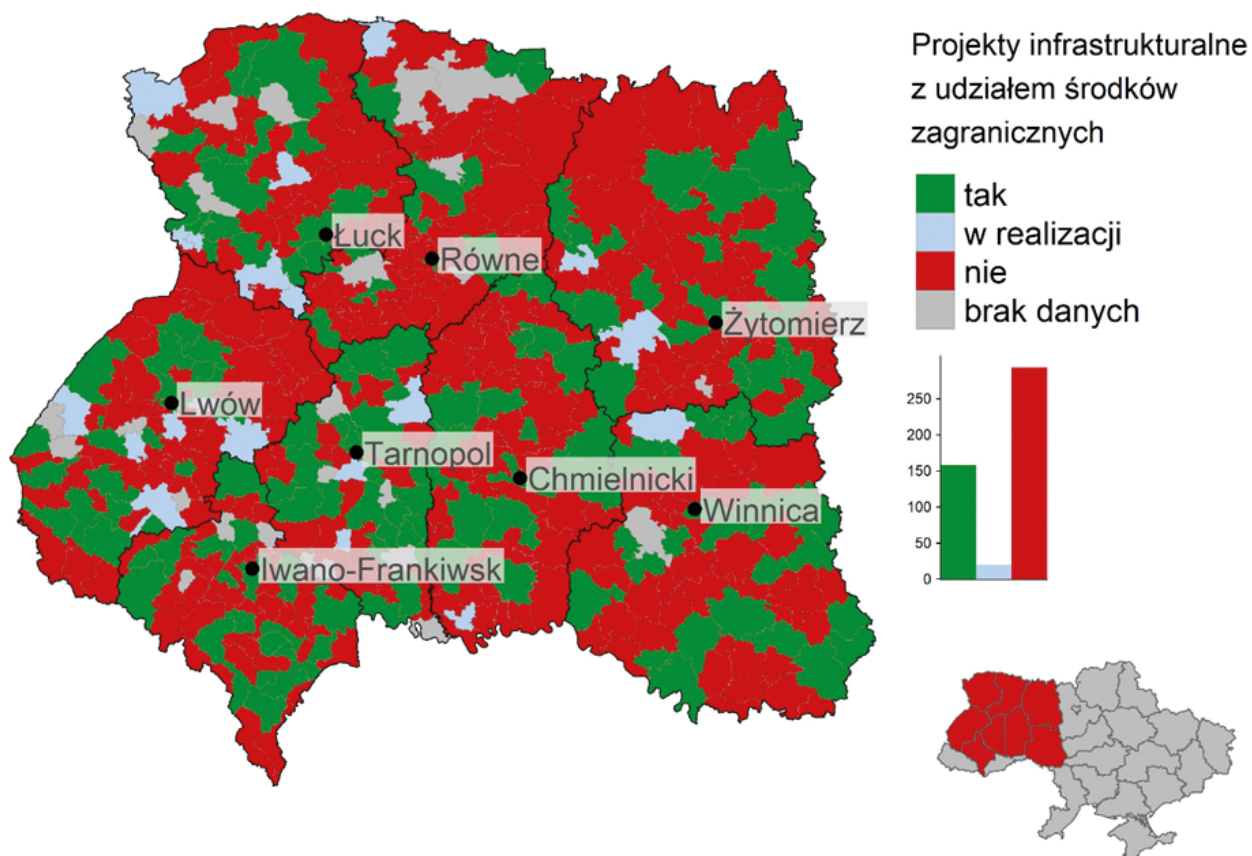 Projekty infrastrukturalne
z udziałem środków
zagranicznych
tak
w realizacji
nie
brak danych
Łuck
Równe
Żytomierz
Lwów
Tarnopol
Chmielnicki
Winnica
Iwano-Frankiwsk
250
200
150
100
50
0